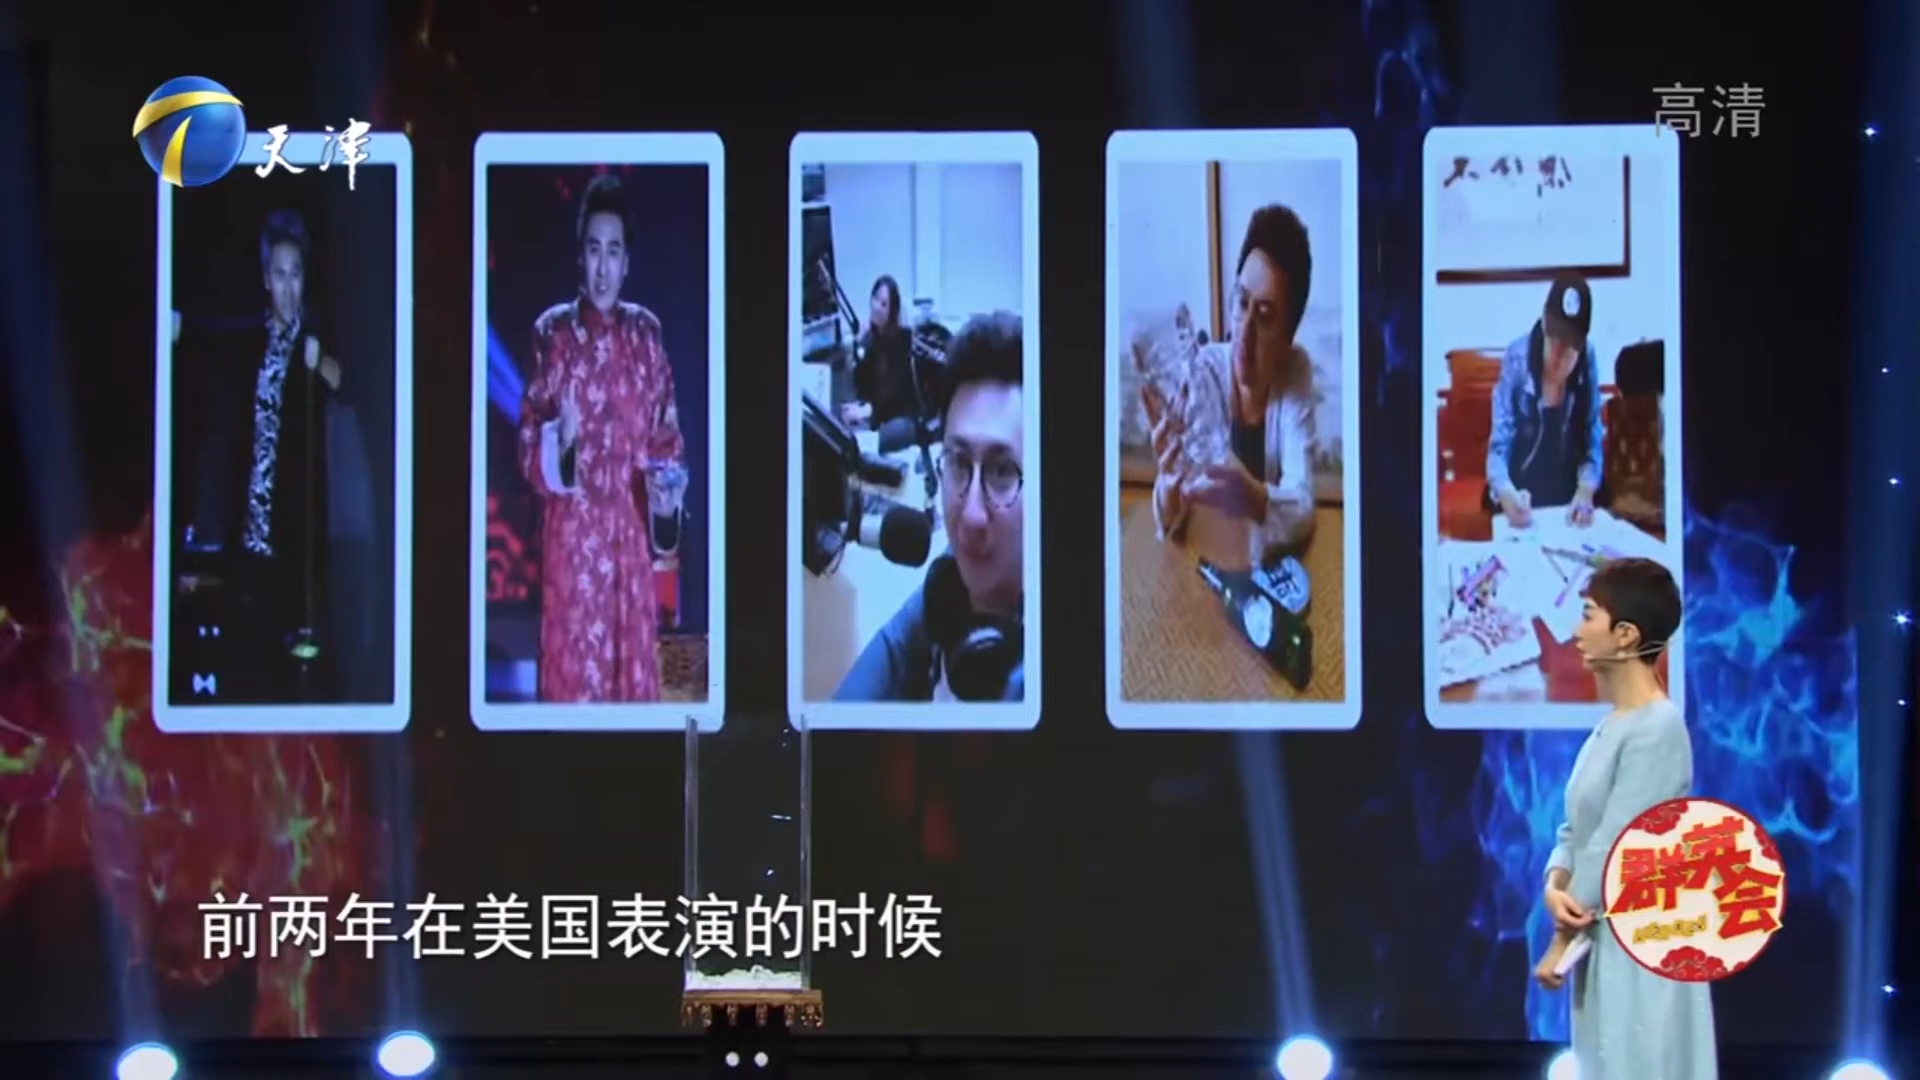 天津
高清
前两年在美国表演的时候
群英会